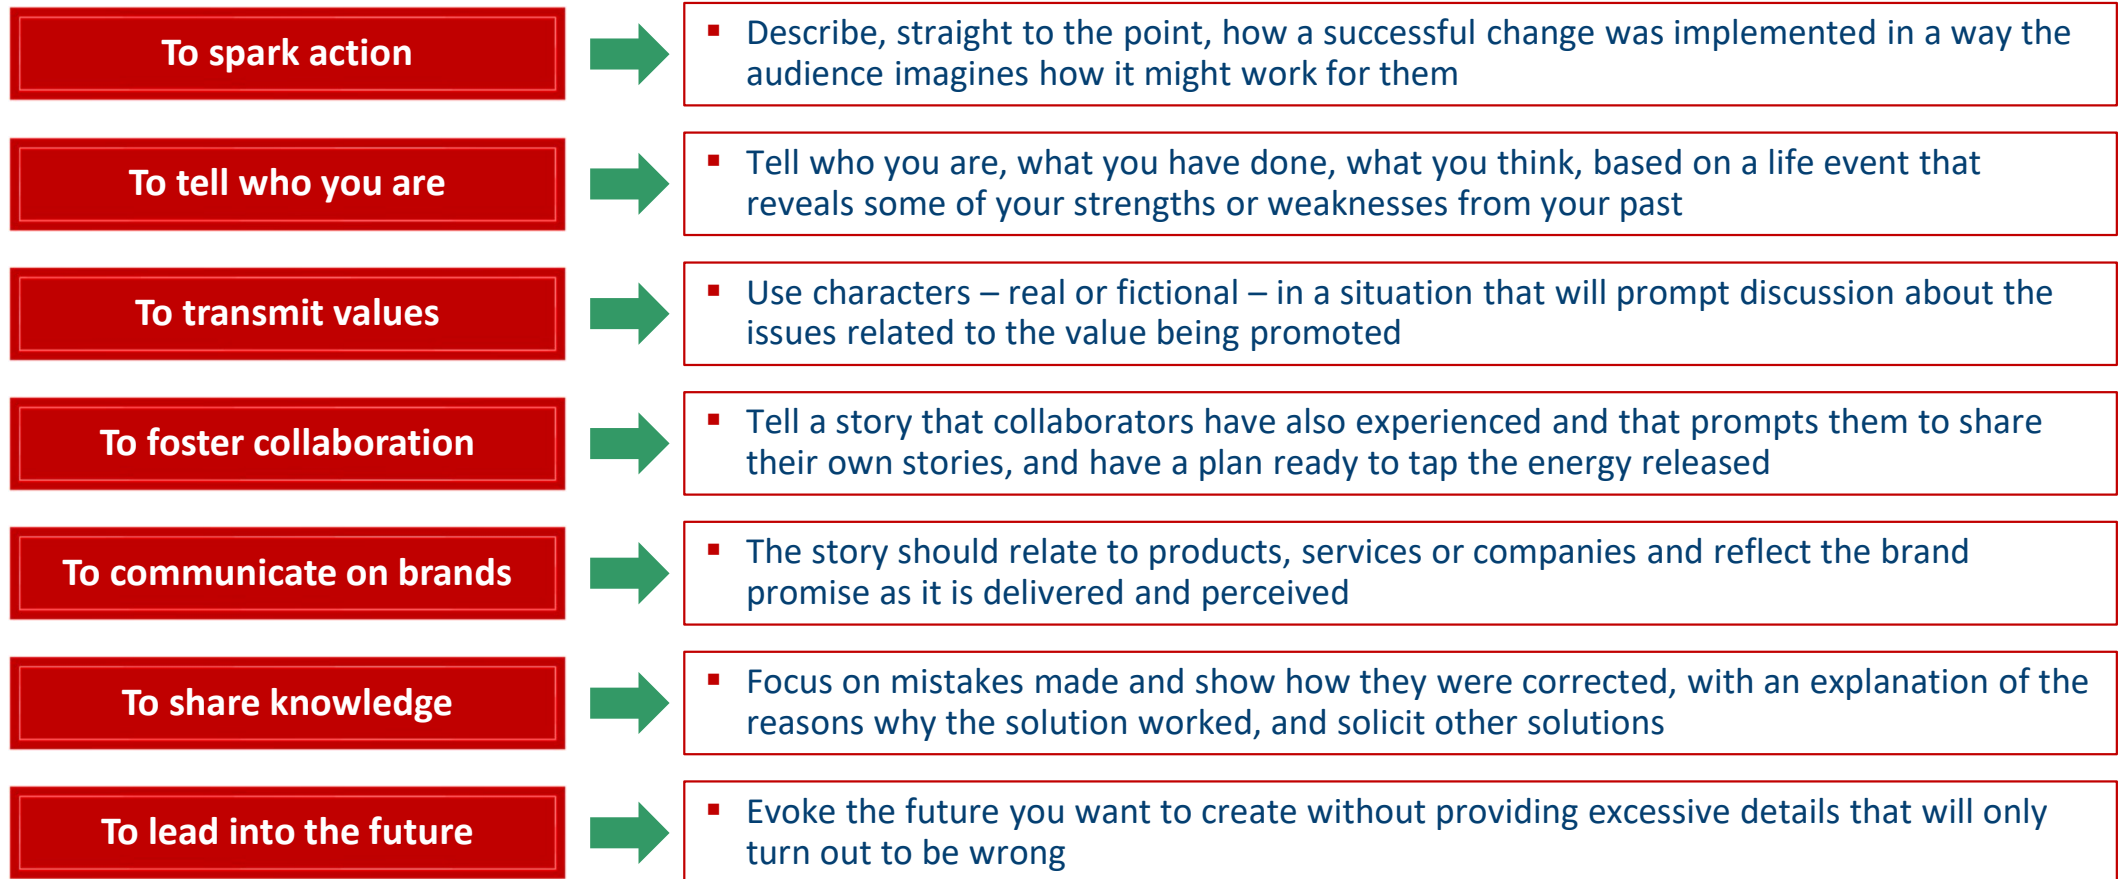 To spark action
▪ Describe, straight to the point, how a successful change was implemented in a way the
audience imagines how it might work for them
To tell who you are
▪ Tell who you are, what you have done, what you think, based on a life event that
reveals some of your strengths or weaknesses from your past
To transmit values
▪ Use characters – real or fictional – in a situation that will prompt discussion about the
issues related to the value being promoted
To foster collaboration
▪ Tell a story that collaborators have also experienced and that prompts them to share
their own stories, and have a plan ready to tap the energy released
To communicate on brands
▪ The story should relate to products, services or companies and reflect the brand
promise as it is delivered and perceived
To share knowledge
▪ Focus on mistakes made and show how they were corrected, with an explanation of the
reasons why the solution worked, and solicit other solutions
To lead into the future
▪ Evoke the future you want to create without providing excessive details that will only
turn out to be wrong